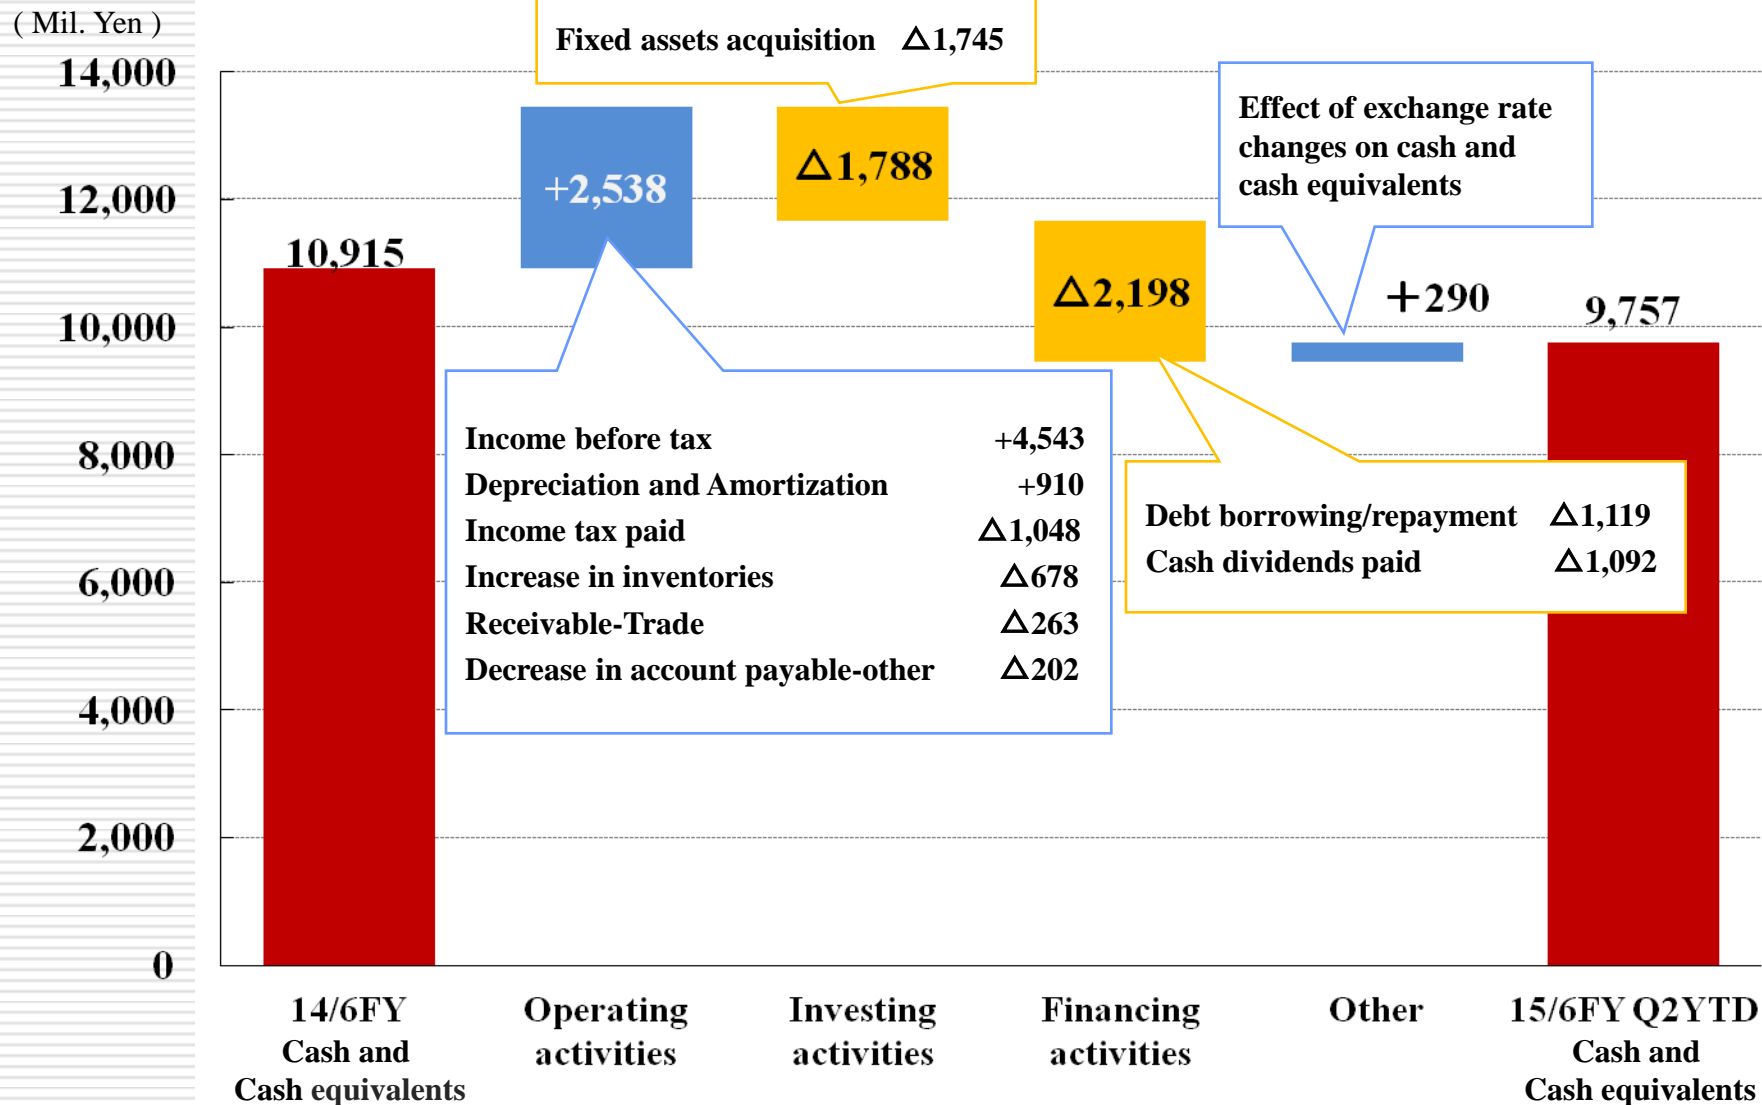 ( Mil. Yen )
Fixed assets acquisition △1,745
14,000
12,000
10,000
8,000
6,000
4,000
2,000
0
10,915
+2,538
△1,788
△2,198
Effect of exchange rate
changes on cash and
cash equivalents
+290
9,757
Income before tax +4,543
Depreciation and Amortization +910
Income tax paid △1,048
Increase in inventories △678
Receivable-Trade △263
Decrease in account payable-other △202
Debt borrowing/repayment △1,119
Cash dividends paid △1,092
14/6FY
Cash and
Cash equivalents
Operating
activities
Investing
activities
Financing
activities
Other
15/6FY Q2YTD
Cash and
Cash equivalents